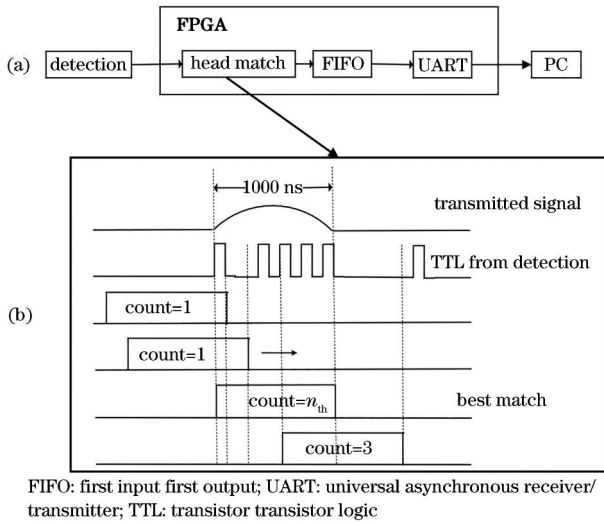 FPGA
(a)
detection
head match
FIFO
UART
PC
1000 ns
transmitted signal
TTL from detection
(b)
count=1
count=1
count=nth
best match
count=3
FIFO: first input first output; UART: universal asynchronous receiver/
transmitter; TTL: transistor transistor logic